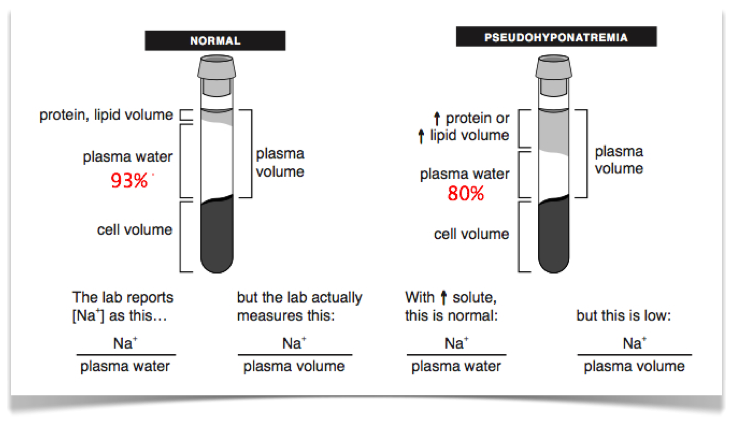 NORMAL
protein, lipid volume
plasma water
93%
cell volume
plasma
volume
The lab reports
[Na⁺] as this…
Na⁺
plasma water
but the lab actually
measures this:
Na⁺
plasma volume
PSEUDOHYPONATREMIA
↑ protein or
↑ lipid volume
plasma water
80%
cell volume
plasma
volume
With ↑ solute,
this is normal:
Na⁺
plasma water
but this is low:
Na⁺
plasma volume